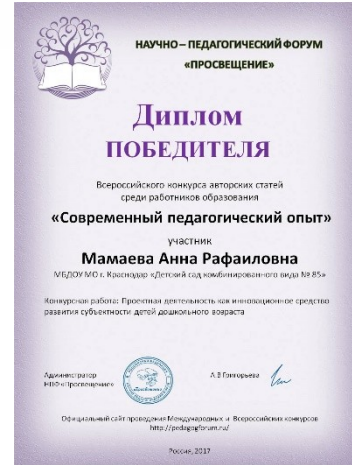 НАУЧНО – ПЕДАГОГИЧЕСКИЙ ФОРУМ
«ПРОСВЕЩЕНИЕ»
Диплом
ПОБЕДИТЕЛЯ
Всероссийского конкурса авторских статей
среди работников образования
«Современный педагогический опыт»
участник
Мамаева Анна Рафаиловна
МБДОУ МО г. Краснодар «Детский сад комбинированного вида № 85»
Конкурсная работа: Проектная деятельность как инновационное средство
развития субъектности детей дошкольного возраста
Администратор
НПФ «Просвещение»
А.В Григорьева
Официальный сайт проведения Международных и Всероссийских конкурсов
http://pedagogforum.ru/
Россия, 2017